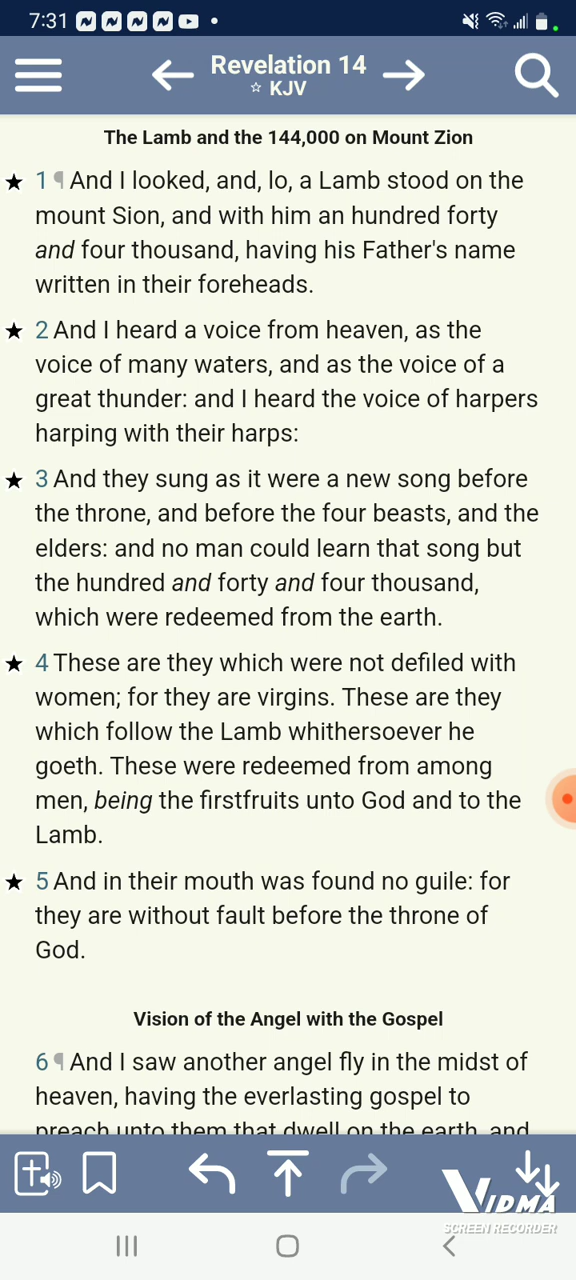 7:31
Revelation 14
☆ KJV
The Lamb and the 144,000 on Mount Zion
★ 1 ¶ And I looked, and, lo, a Lamb stood on the
mount Sion, and with him an hundred forty
and four thousand, having his Father's name
written in their foreheads.
★ 2 And I heard a voice from heaven, as the
voice of many waters, and as the voice of a
great thunder: and I heard the voice of harpers
harping with their harps:
★ 3 And they sung as it were a new song before
the throne, and before the four beasts, and the
elders: and no man could learn that song but
the hundred and forty and four thousand,
which were redeemed from the earth.
★ 4 These are they which were not defiled with
women; for they are virgins. These are they
which follow the Lamb whithersoever he
goeth. These were redeemed from among
men, being the firstfruits unto God and to the
Lamb.
★ 5 And in their mouth was found no guile: for
they are without fault before the throne of
God.
Vision of the Angel with the Gospel
6 ¶ And I saw another angel fly in the midst of
heaven, having the everlasting gospel to
preach unto them that dwell on the earth, and
VIDMA
SCREEN RECORDER